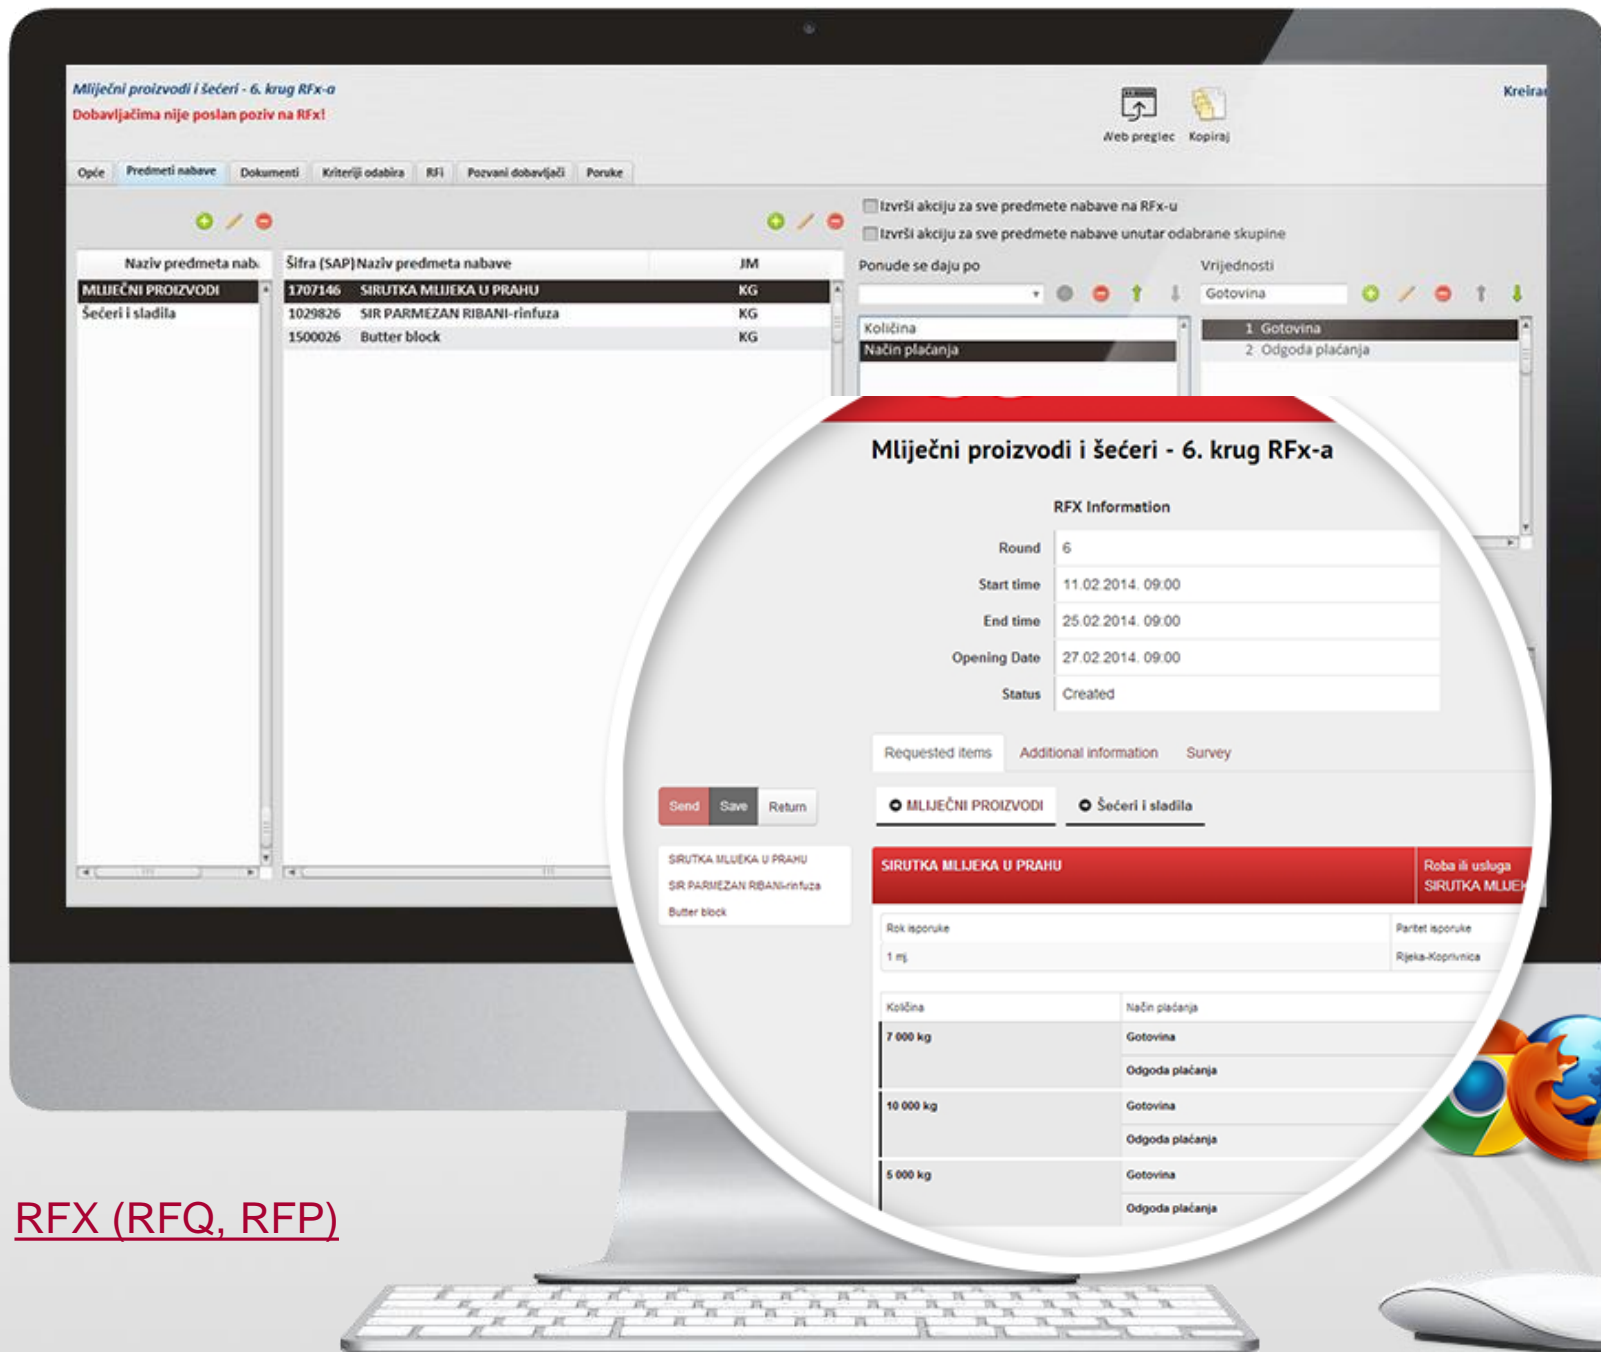 Mliječni proizvodi i šećeri - 6. krug RFx-a
Dobavljačima nije poslan poziv na RFx!
Web preglec Kopiraj
Opće Predmeti nabave Dokumenti Kriteriji odabira RFI Pozvani dobavljači Poruke
Izvrši akciju za sve predmete nabave na RFx-u
Izvrši akciju za sve predmete nabave unutar odabrane skupine
Naziv predmeta nab. Šifra (SAP) Naziv predmeta nabave JM
Ponude se daju po Vrijednosti
MLIJEČNI PROIZVODI 1707146 SIRUTKA MLIJEKA U PRAHU KG
Gotovina
Šećeri i sladila 1029826 SIR PARMEZAN RIBANI-rinfuza KG
1500026 Butter block KG
Količina 1 Gotovina
Način plaćanja 2 Odgoda plaćanja
Mliječni proizvodi i šećeri - 6. krug RFx-a
RFX Information
Round 6
Start time 11.02.2014. 09:00
End time 25.02.2014. 09:00
Opening Date 27.02.2014. 09:00
Status Created
Requested items Additional information Survey
Send Save Return
MLIJEČNI PROIZVODI Šećeri i sladila
SIRUTKA MLIJEKA U PRAHU
SIR PARMEZAN RIBANI-rinfuza
Butter block
SIRUTKA MLIJEKA U PRAHU Roba ili usluga
SIRUTKA
Rok isporuke Paritet isporuke
1 mj. Rijeka-Koprivnica
Količina Način plaćanja
7 000 kg Gotovina
Odgoda plaćanja
10 000 kg Gotovina
Odgoda plaćanja
5 000 kg Gotovina
Odgoda plaćanja
RFX (RFQ, RFP)